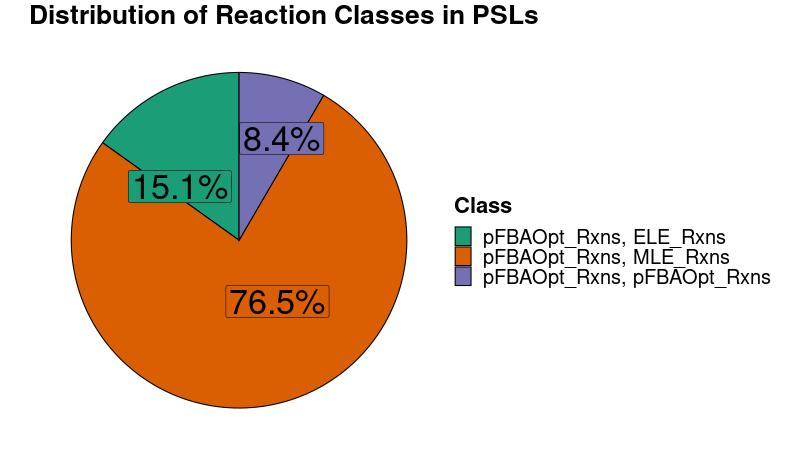 Distribution of Reaction Classes in PSLs
8.4%
15.1%
76.5%
Class
pFBAOpt_Rxns, ELE_Rxns
pFBAOpt_Rxns, MLE_Rxns
pFBAOpt_Rxns, pFBAOpt_Rxns